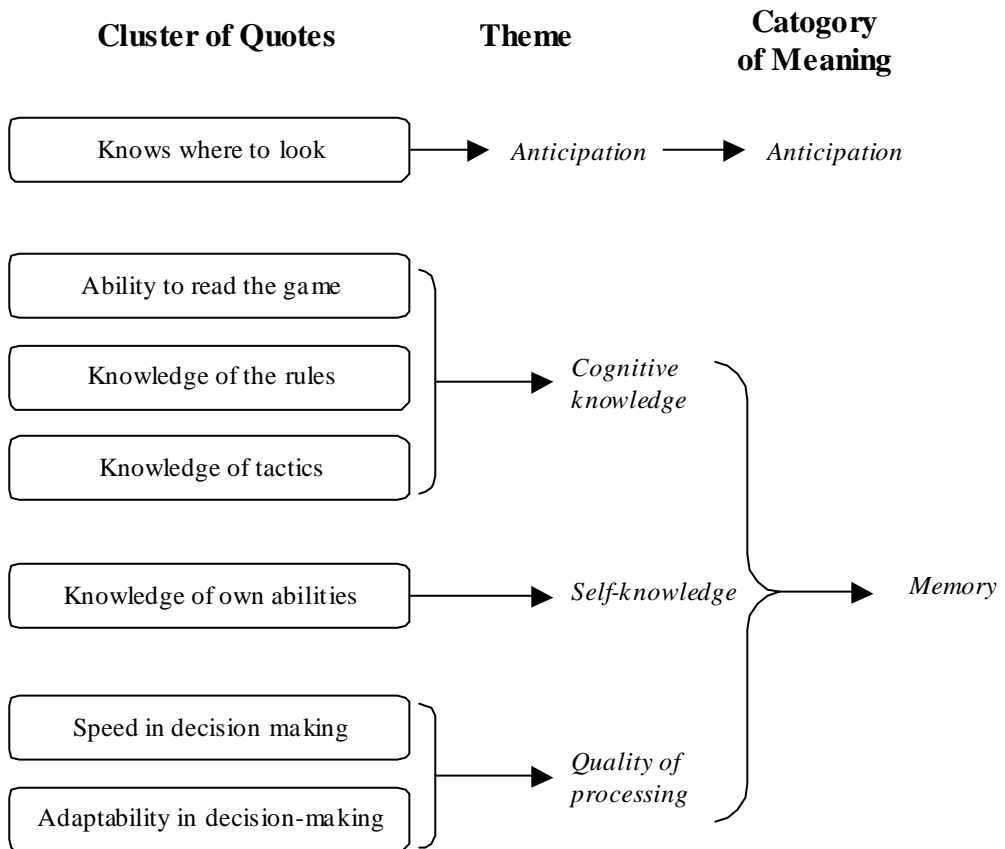 Cluster of Quotes
Theme
Catogory
of Meaning
Knows where to look
Anticipation
Anticipation
Ability to read the game
Knowledge of the rules
Knowledge of tactics
Cognitive
knowledge
Knowledge of own abilities
Self-knowledge
Memory
Speed in decision making
Adaptability in decision-making
Quality of
processing